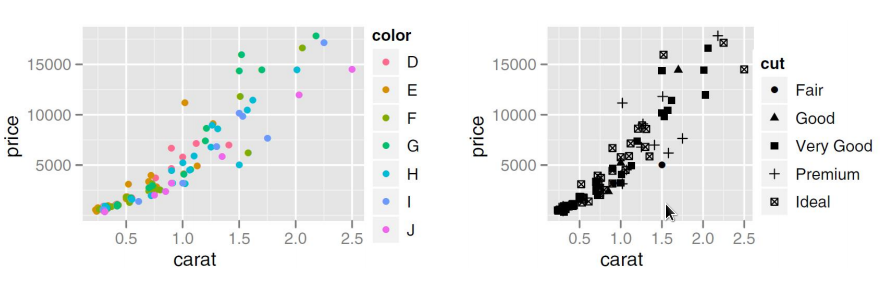 color
D
E
F
G
H
I
J
15000
10000
5000
price
0.5 1.0 1.5 2.0 2.5
carat
cut
Fair
Good
Very Good
Premium
Ideal
15000
10000
5000
price
0.5 1.0 1.5 2.0 2.5
carat